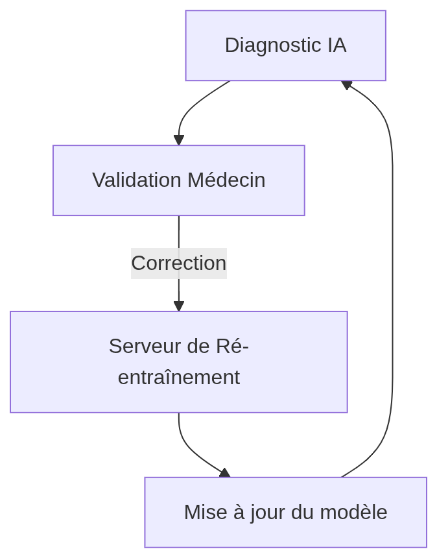 Diagnostic IA
Validation Médecin
Correction
Serveur de Ré-
entraînement
Mise à jour du modèle